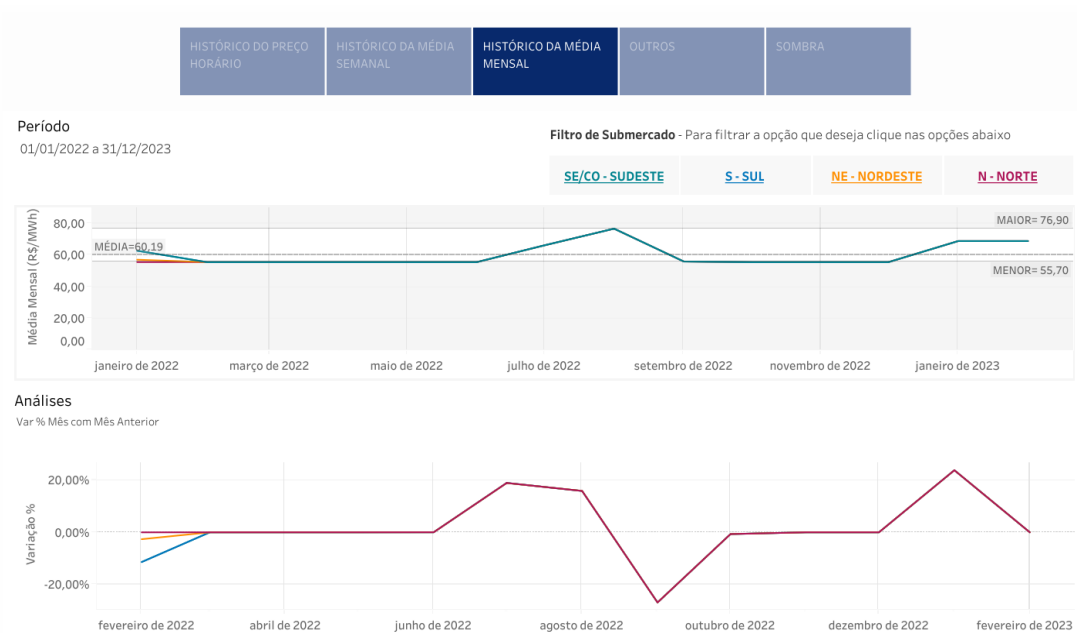 HISTÓRICO DO PREÇO
HORÁRIO
HISTÓRICO DA MÉDIA
SEMANAL
HISTÓRICO DA MÉDIA
MENSAL
OUTROS
SOMBRA
Período
01/01/2022 a 31/12/2023
Filtro de Submercado - Para filtrar a opção que deseja clique nas opções abaixo
SE/CO - SUDESTE
S - SUL
NE - NORDESTE
N - NORTE
Média Mensal (R$/MWh)
80,00
60,00
40,00
20,00
0,00
MÉDIA=60,19
MAIOR= 76,90
MENOR= 55,70
janeiro de 2022
março de 2022
maio de 2022
julho de 2022
setembro de 2022
novembro de 2022
janeiro de 2023
Análises
Var % Mês com Mês Anterior
Variação %
20,00%
0,00%
-20,00%
fevereiro de 2022
abril de 2022
junho de 2022
agosto de 2022
outubro de 2022
dezembro de 2022
fevereiro de 2023